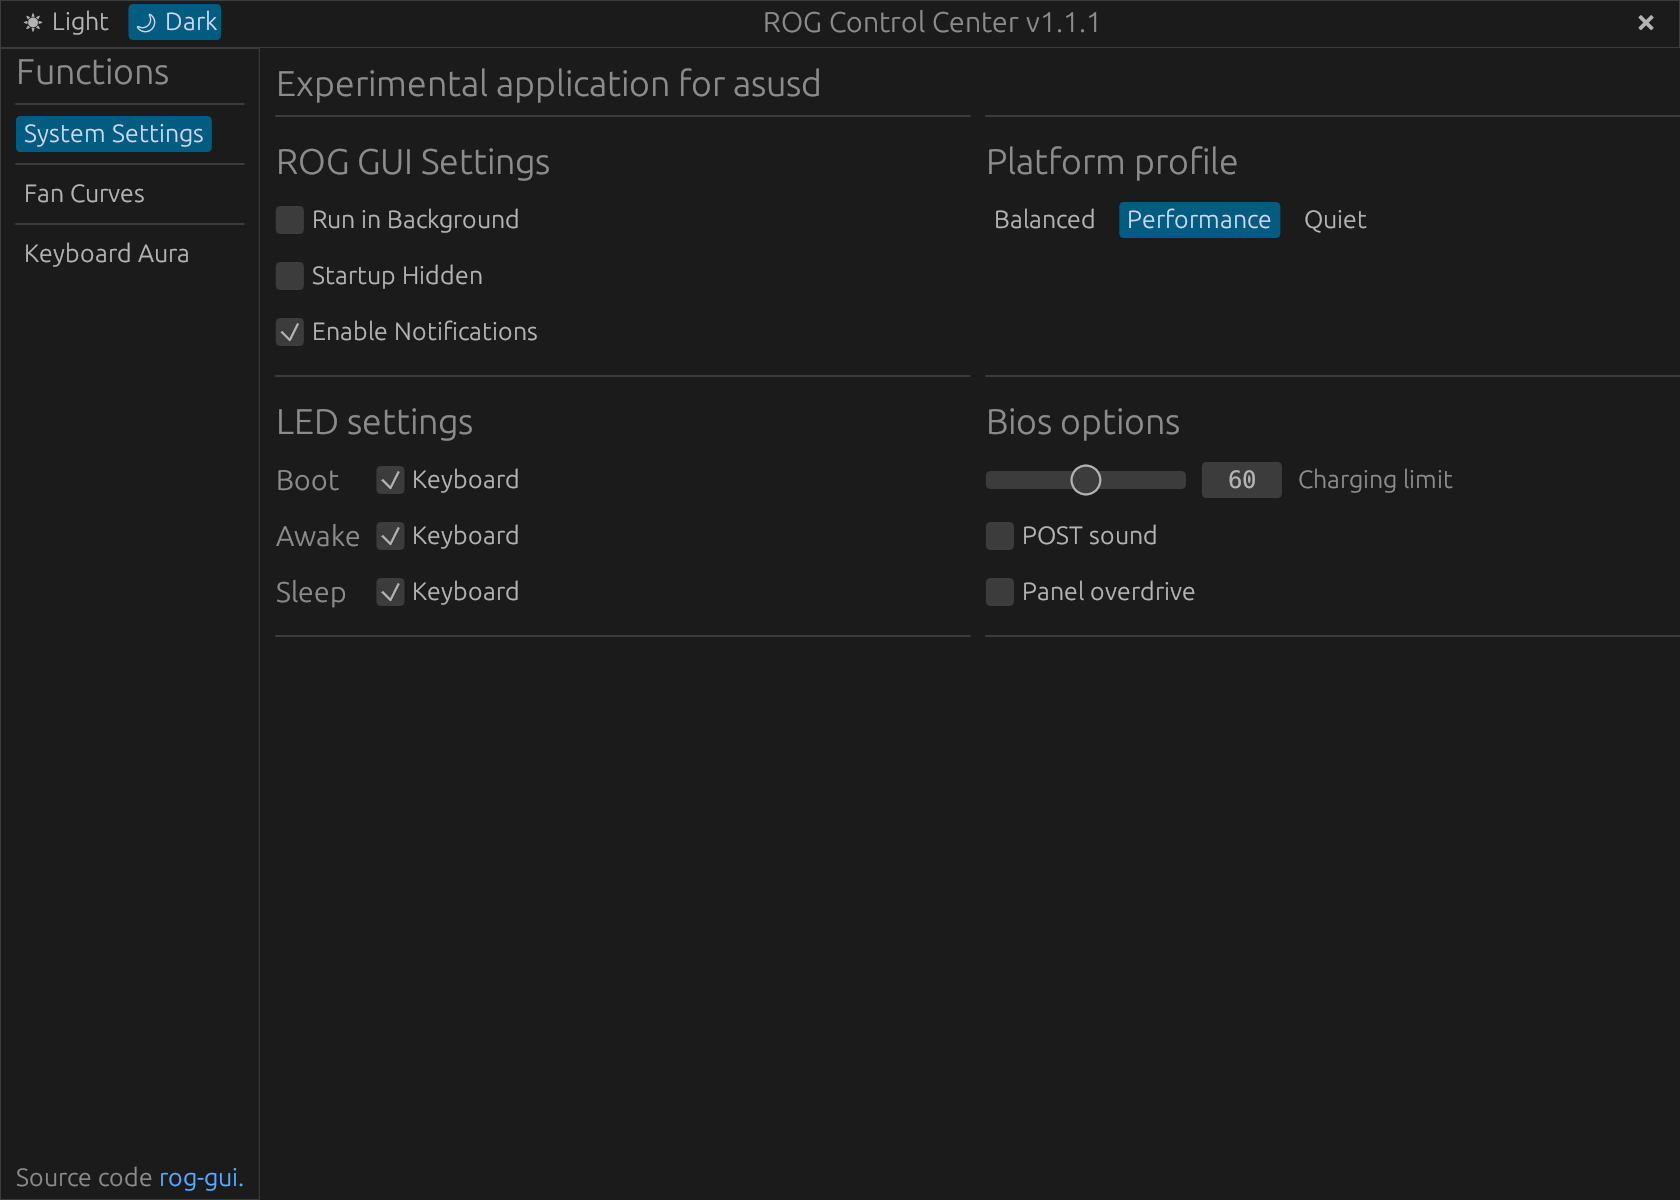 Light Dark ROG Control Center v1.1.1
Functions
System Settings
Fan Curves
Keyboard Aura
Source code rog-gui.
Experimental application for asusd
ROG GUI Settings
Run in Background
Startup Hidden
Enable Notifications
Platform profile
Balanced Performance Quiet
LED settings
Boot Keyboard
Awake Keyboard
Sleep Keyboard
Bios options
60 Charging limit
POST sound
Panel overdrive